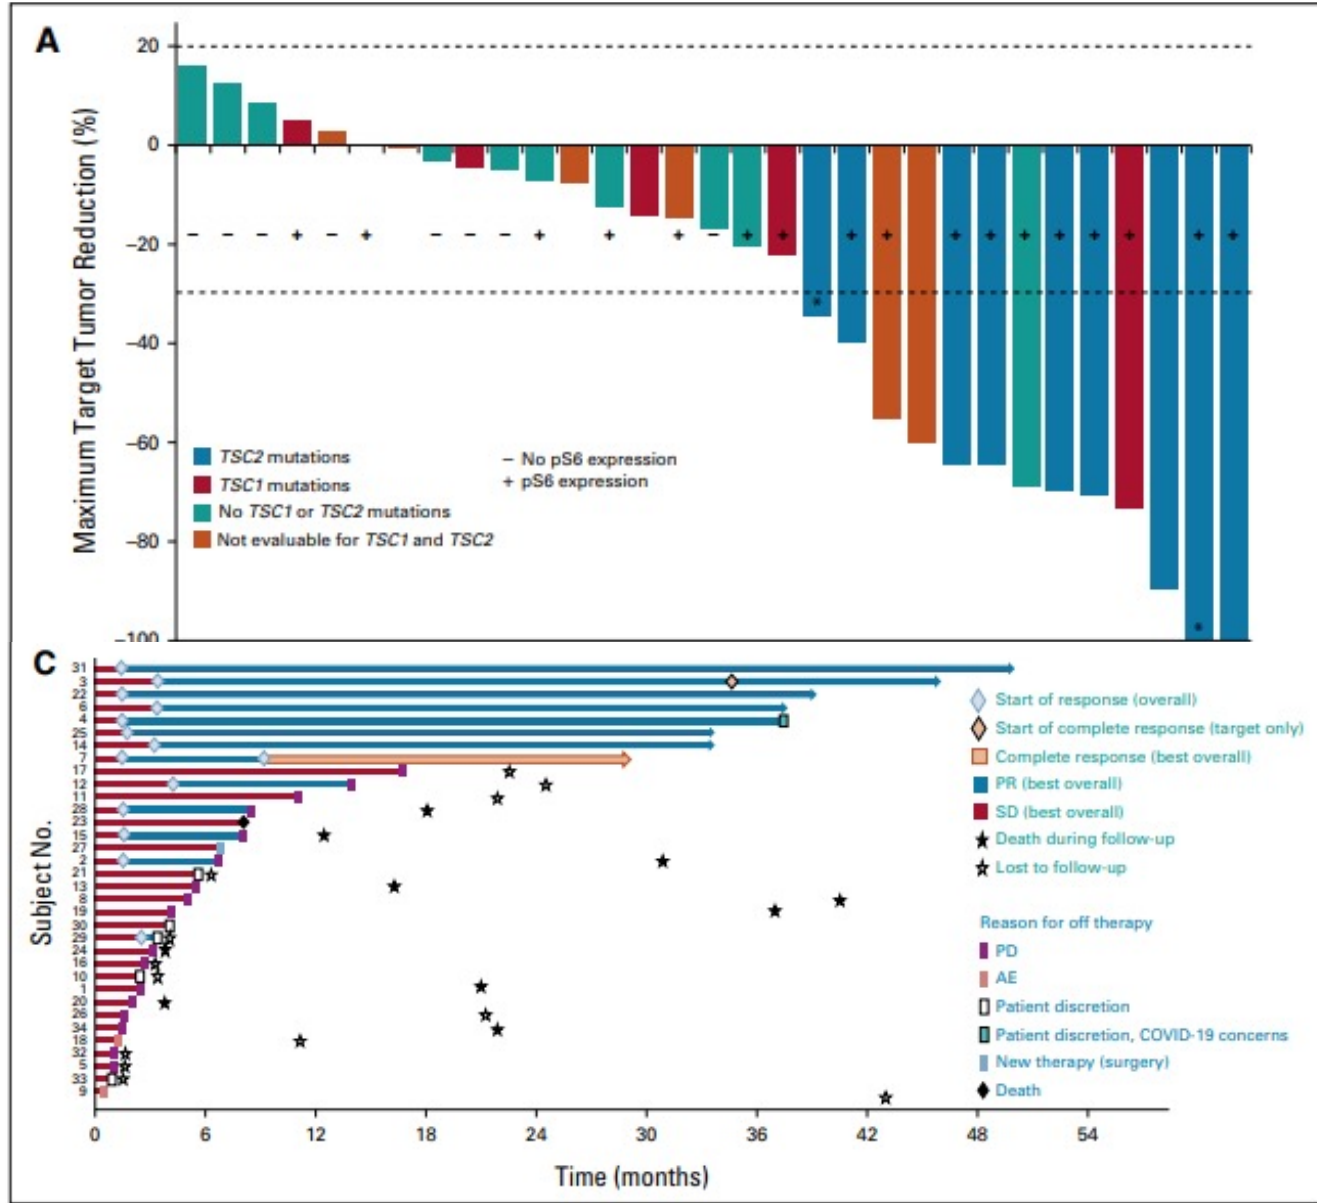 A
Maximum Target Tumor Reduction (%)
20
0
−20
−40
−60
−80
−100
− − − + − + − − − + + + − + + + + + + + + + + + +
*
*
TSC2 mutations
TSC1 mutations
No TSC1 or TSC2 mutations
Not evaluable for TSC1 and TSC2
− No pS6 expression
+ pS6 expression
C
Subject No.
31
3
22
6
4
25
14
7
17
12
11
28
23
15
27
2
21
13
8
19
30
29
24
16
10
1
20
26
34
18
32
5
33
9
Start of response (overall)
Start of complete response (target only)
Complete response (best overall)
PR (best overall)
SD (best overall)
Death during follow-up
Lost to follow-up
Reason for off therapy
PD
AE
Patient discretion
Patient discretion, COVID-19 concerns
New therapy (surgery)
Death
0 6 12 18 24 30 36 42 48 54
Time (months)